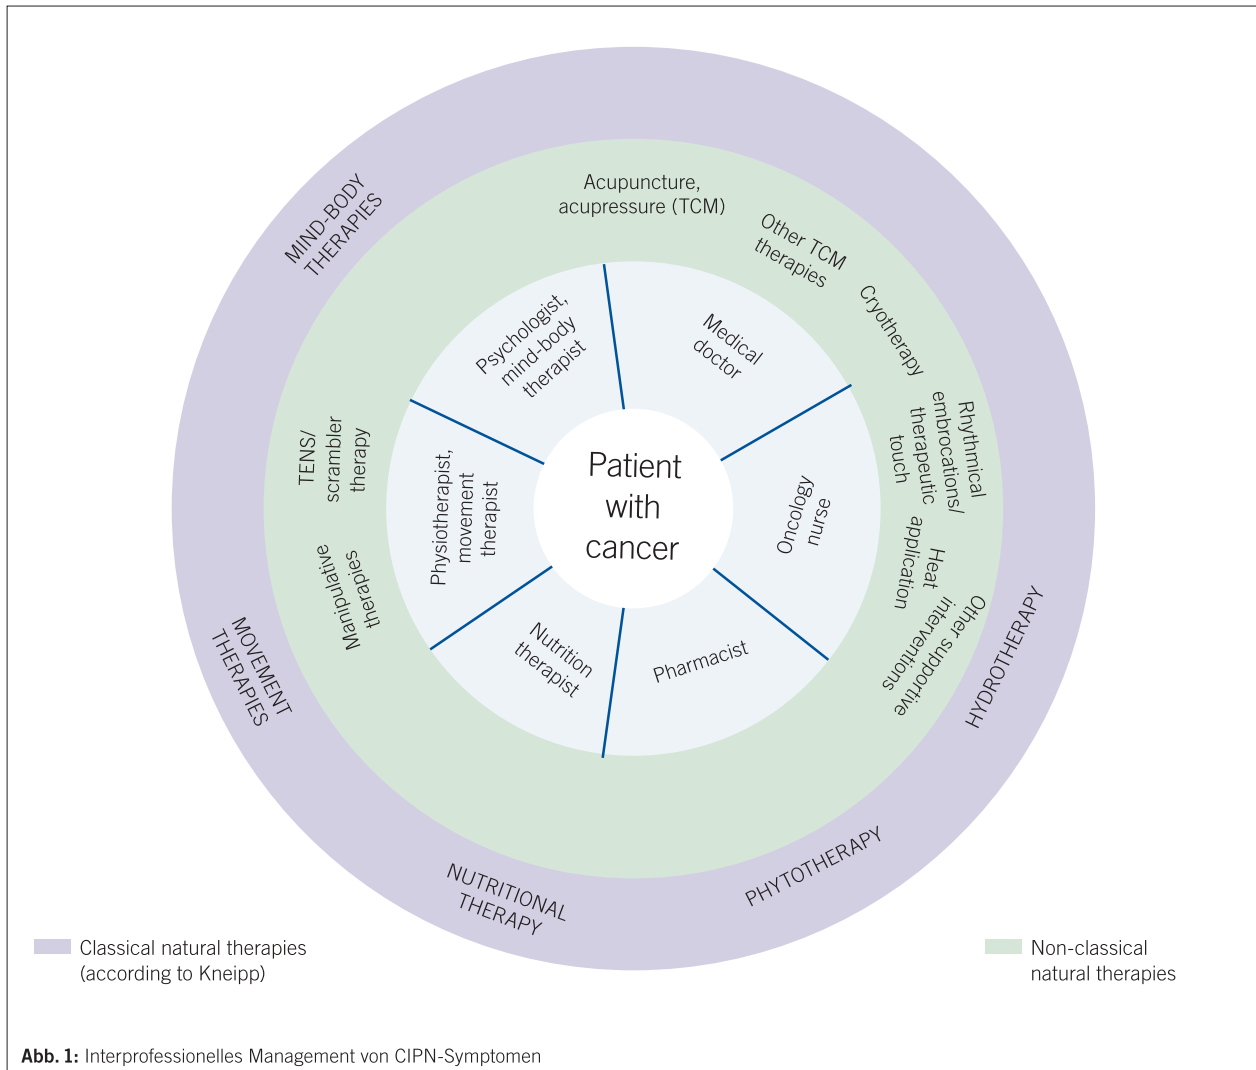 MIND-BODY
THERAPIES
Acupuncture,
acupressure (TCM)
Other TCM
therapies
Cryotherapy
Rhythmical
embrocations/
therapeutic
touch
Heat
application
Other supportive
interventions
HYDROTHERAPY
PHYTOTHERAPY
NUTRITIONAL
THERAPY
MOVEMENT
THERAPIES
TENS/
scrambler
therapy
Manipulative
therapies
Psychologist,
mind-body
therapist
Medical
doctor
Oncology
nurse
Pharmacist
Nutrition
therapist
Physiotherapist,
movement
therapist
Patient
with
cancer
Classical natural therapies
(according to Kneipp)
Non-classical
natural therapies
Abb. 1: Interprofessionelles Management von CIPN-Symptomen